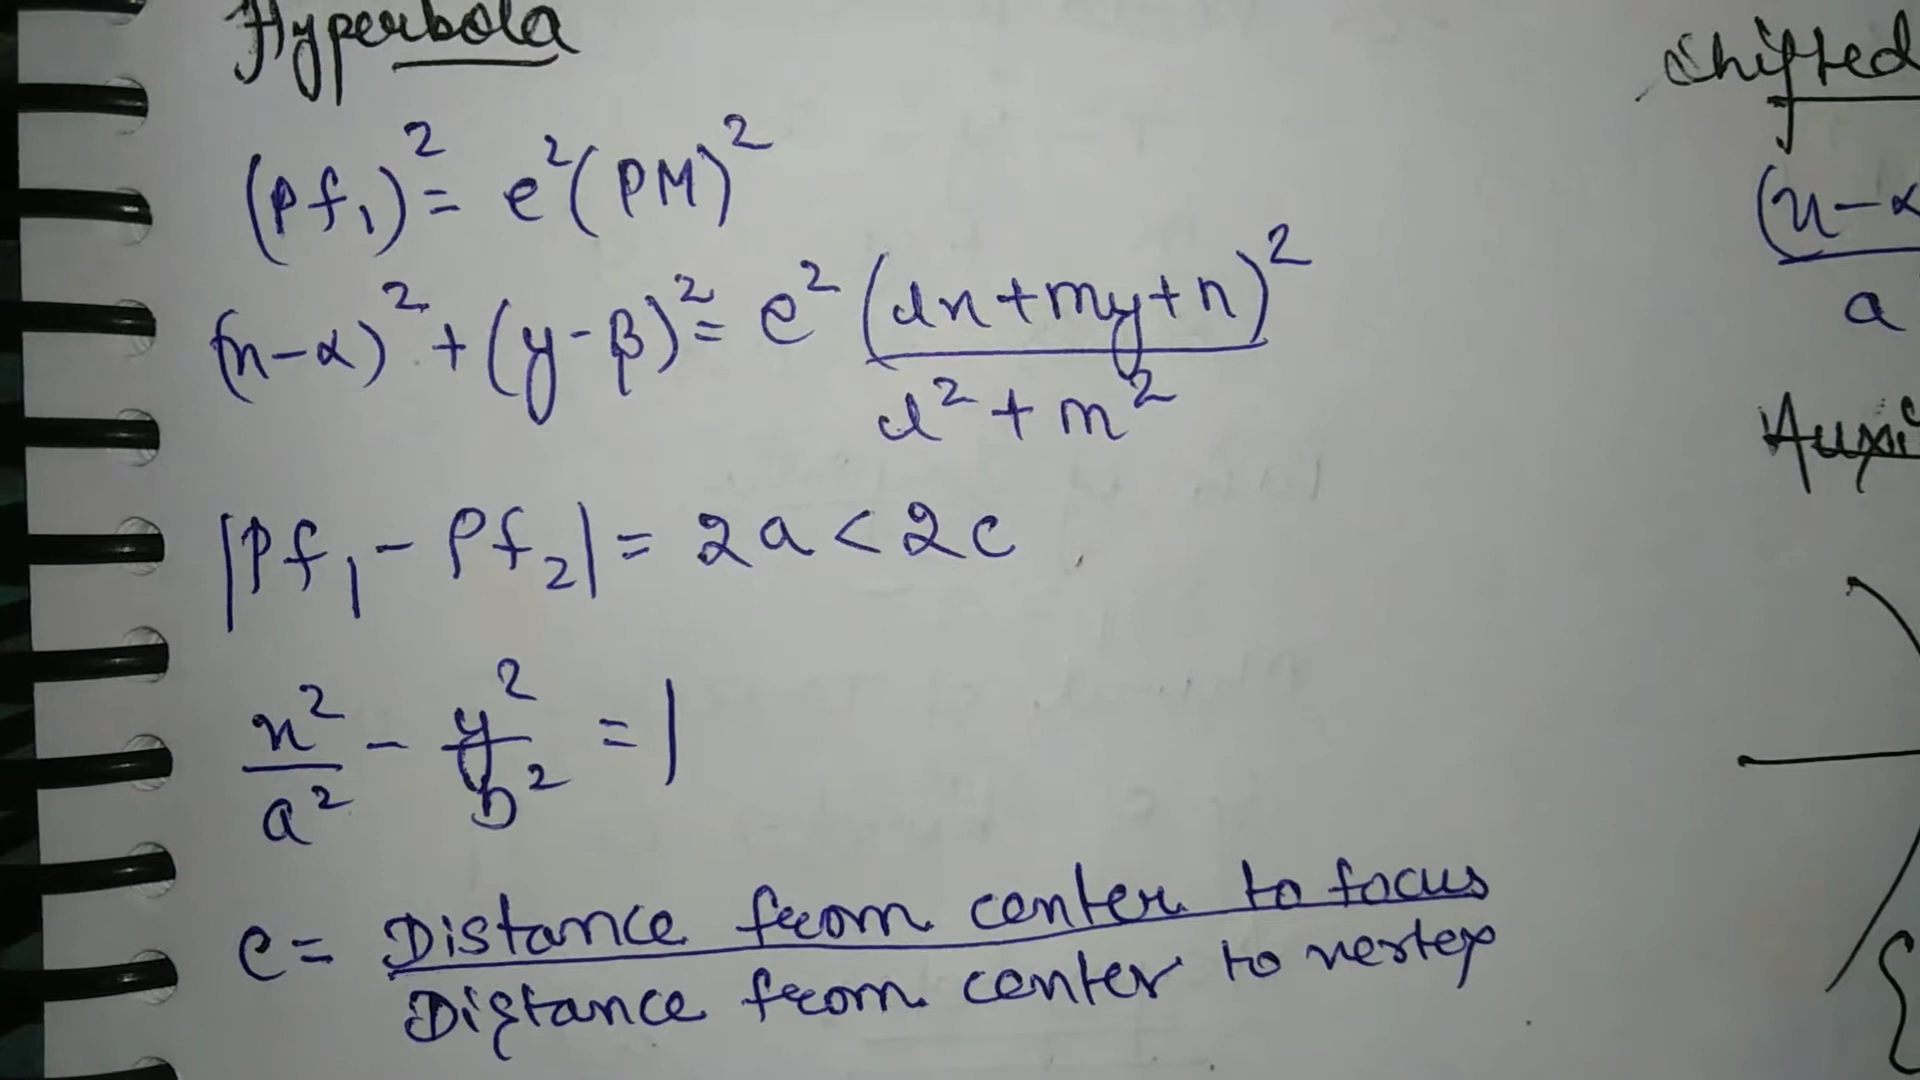 Hyperbola
(Pf₁)² = e²(PM)²
(x-α)² + (y-β)² = e² (lx+my+n)²
l²+m²
|Pf₁ - Pf₂| = 2a < 2c
x²/a² - y²/b² = 1
e = Distance from center to focus
Distance from center to vertex
Shifted
(x-α
a
Auxi